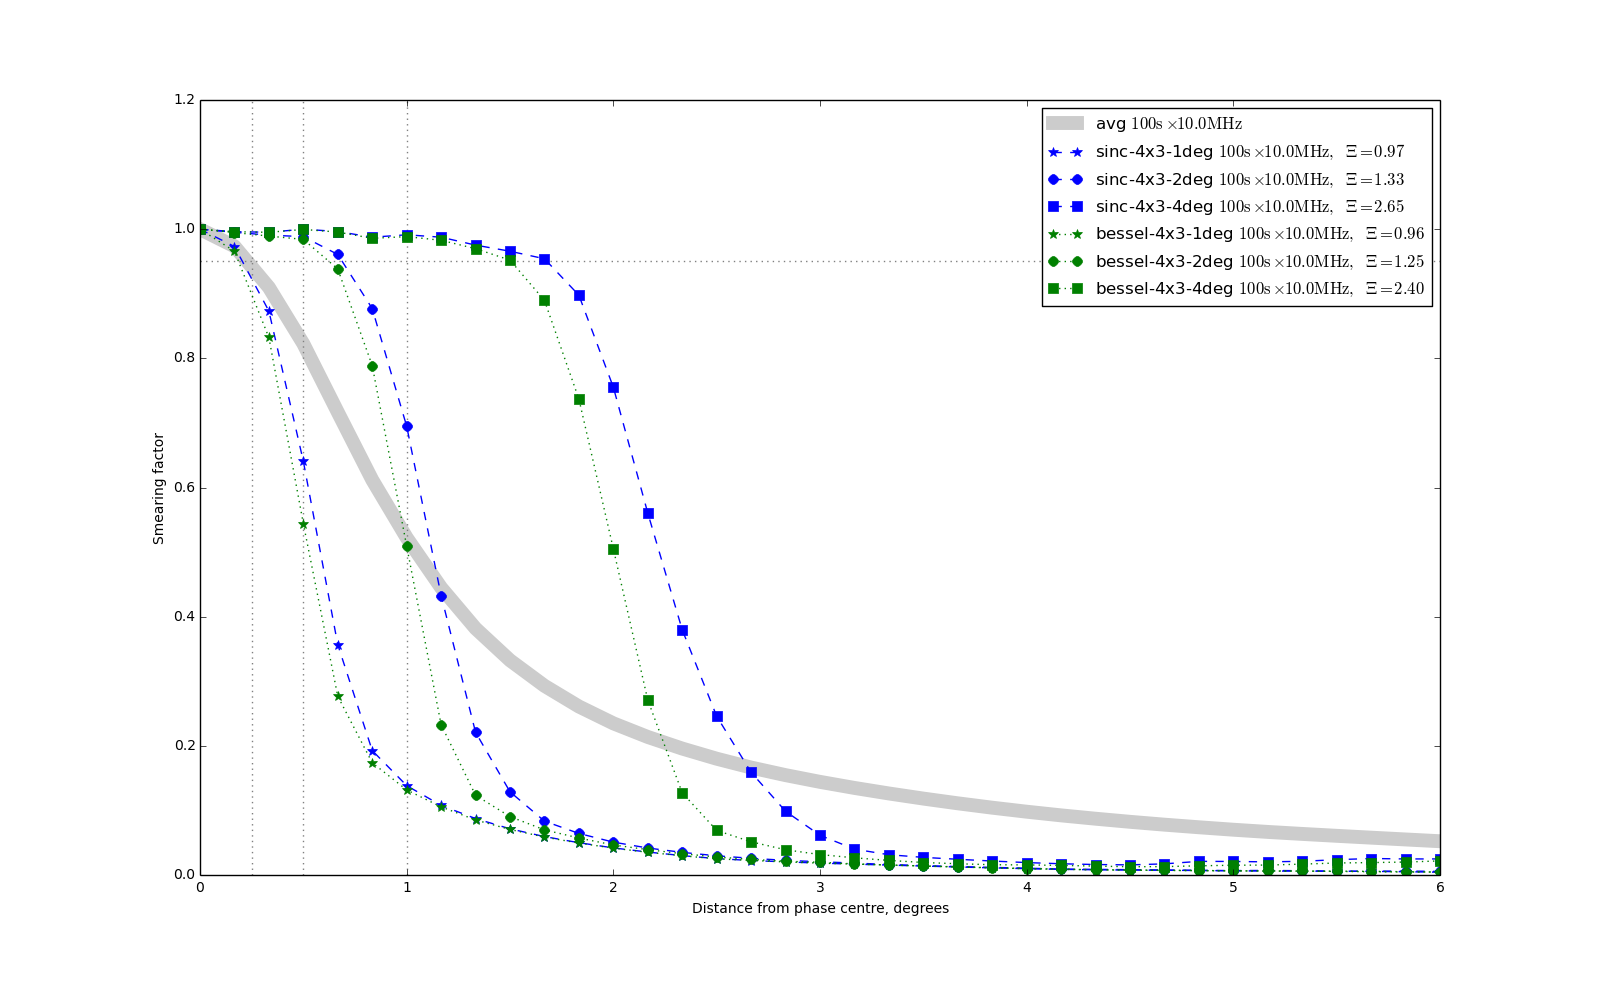 1.2
1.0
0.8
0.6
0.4
0.2
0.0
Smearing factor
avg 100s×10.0MHz
sinc-4x3-1deg 100s×10.0MHz, Ξ=0.97
sinc-4x3-2deg 100s×10.0MHz, Ξ=1.33
sinc-4x3-4deg 100s×10.0MHz, Ξ=2.65
bessel-4x3-1deg 100s×10.0MHz, Ξ=0.96
bessel-4x3-2deg 100s×10.0MHz, Ξ=1.25
bessel-4x3-4deg 100s×10.0MHz, Ξ=2.40
0 1 2 3 4 5 6
Distance from phase centre, degrees